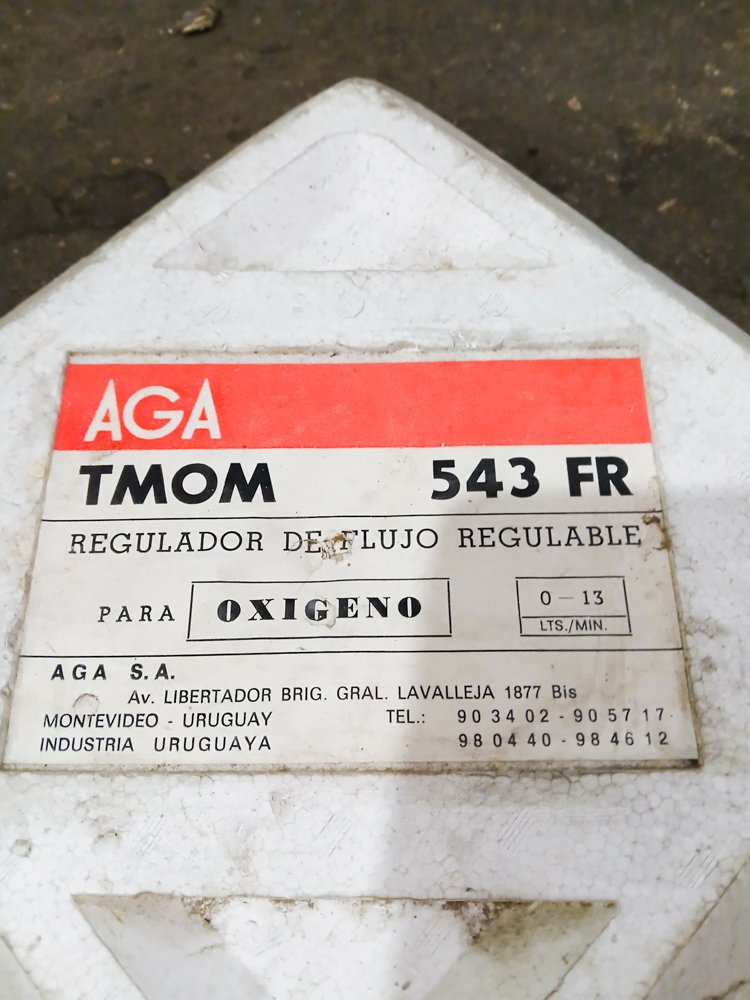 AGA
TMOM 543 FR
REGULADOR DE FLUJO REGULABLE
PARA OXIGENO 0 - 13
LTS./MIN.
AGA S.A.
Av. LIBERTADOR BRIG. GRAL. LAVALLEJA 1877 Bis
MONTEVIDEO - URUGUAY TEL.: 90 34 02 - 90 57 17
INDUSTRIA URUGUAYA 98 04 40 - 98 46 12